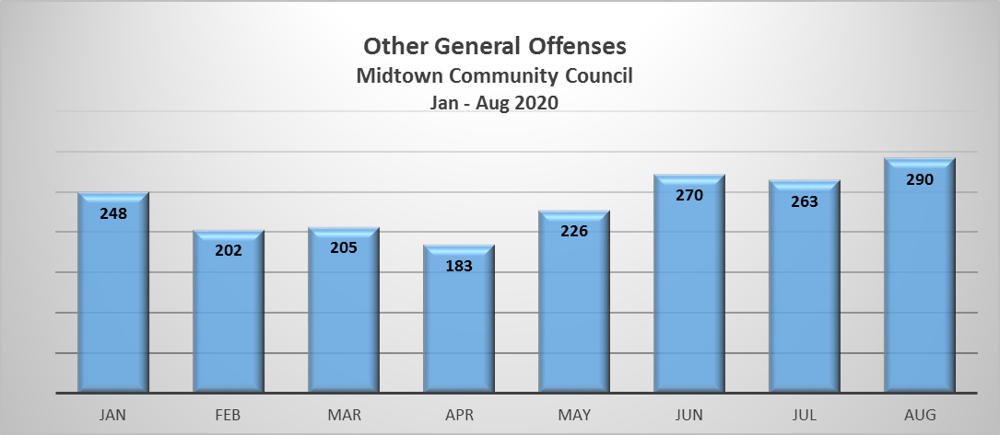 Other General Offenses
Midtown Community Council
Jan - Aug 2020
248
202
205
183
226
270
263
290
JAN FEB MAR APR MAY JUN JUL AUG